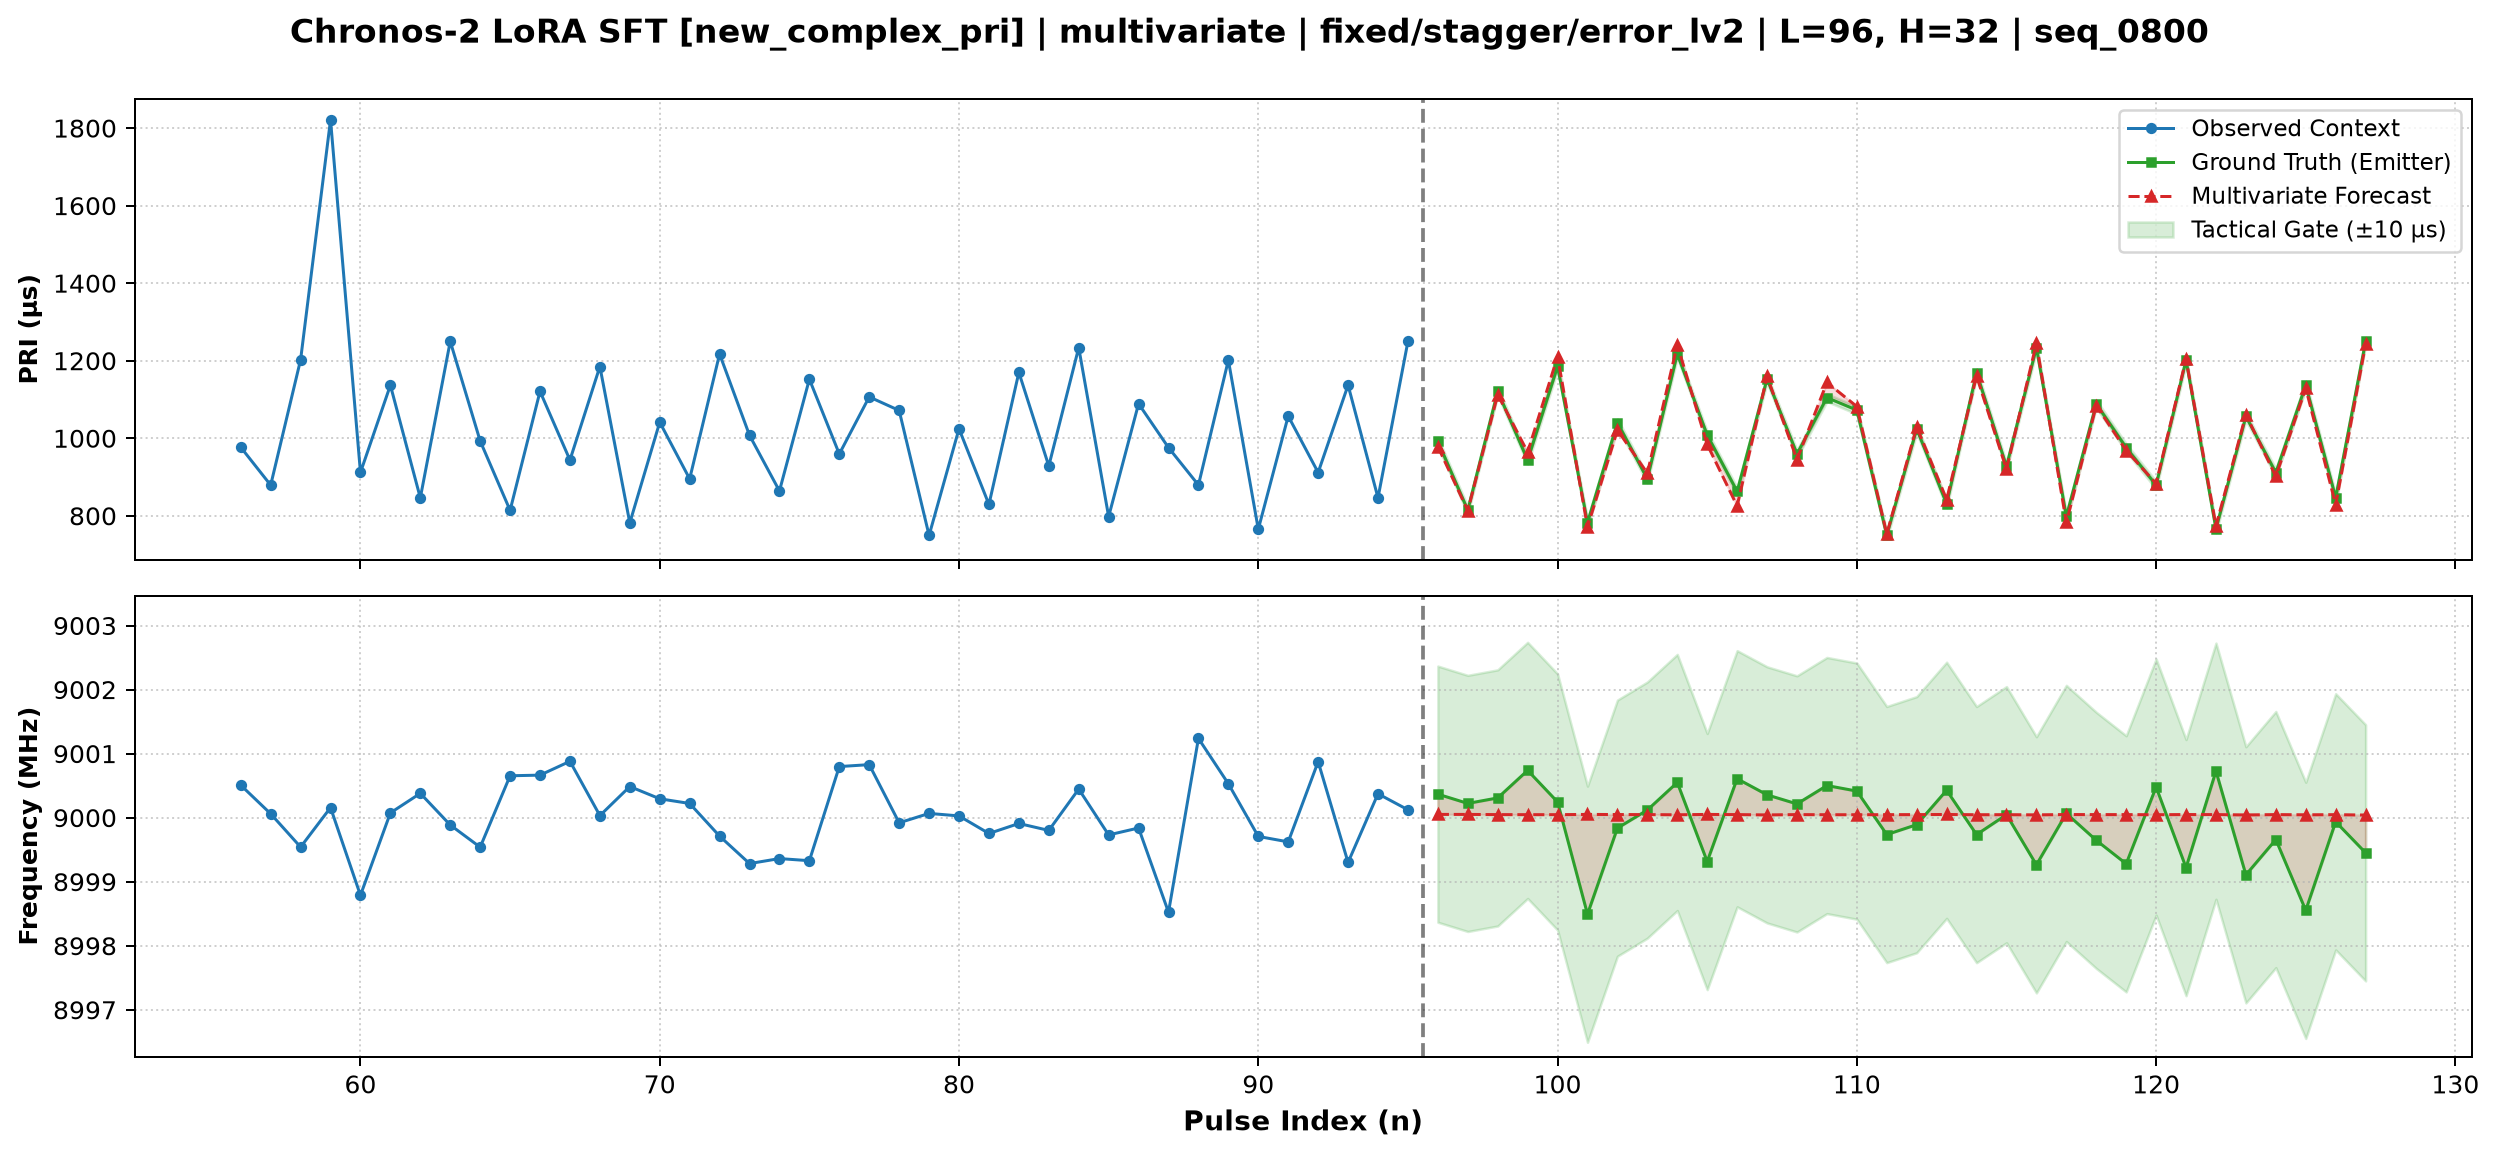 Chronos-2 LoRA SFT [new_complex_pri] | multivariate | fixed/stagger/error_lv2 | L=96, H=32 | seq_0800
PRI (µs)
1800
1600
1400
1200
1000
800
Observed Context
Ground Truth (Emitter)
Multivariate Forecast
Tactical Gate (±10 µs)
Frequency (MHz)
9003
9002
9001
9000
8999
8998
8997
60 70 80 90 100 110 120 130
Pulse Index (n)